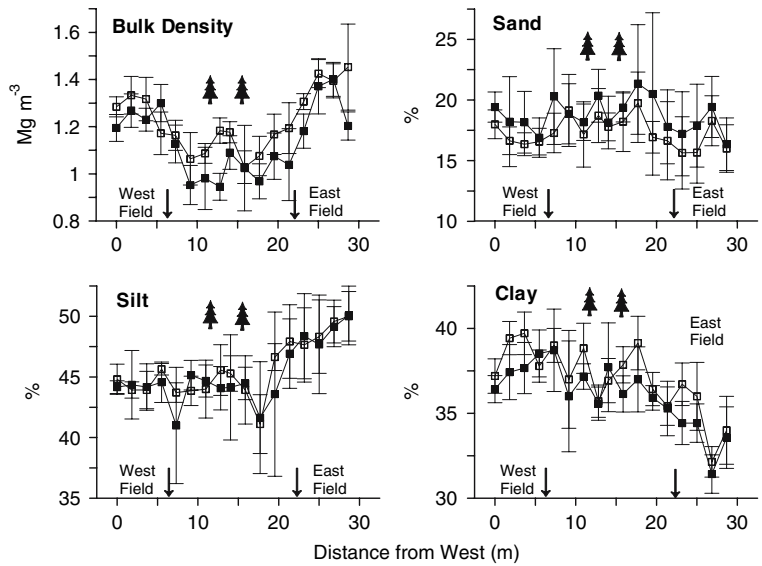 Bulk Density
Mg m-3
1.6
1.4
1.2
1
0.8
West
Field
East
Field
0 10 20 30
Sand
%
25
20
15
10
West
Field
East
Field
0 10 20 30
Silt
%
50
45
40
35
West
Field
East
Field
0 10 20 30
Clay
%
40
35
30
East
Field
West
Field
0 10 20 30
Distance from West (m)